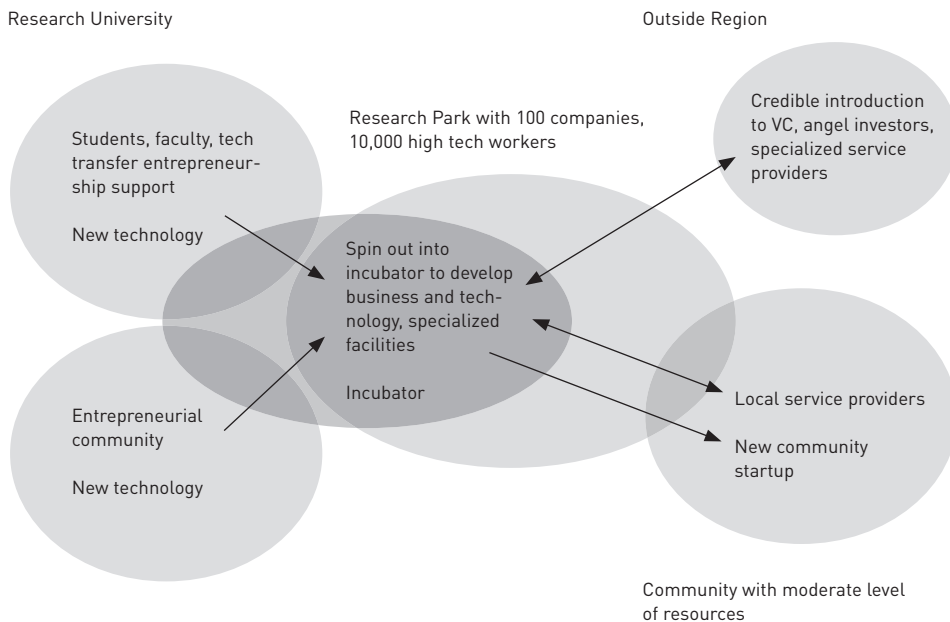 Research University
Outside Region
Students, faculty, tech
transfer entrepreneur-
ship support
New technology
Research Park with 100 companies,
10,000 high tech workers
Credible introduction
to VC, angel investors,
specialized service
providers
Spin out into
incubator to develop
business and tech-
nology, specialized
facilities
Incubator
Entrepreneurial
community
New technology
Local service providers
New community
startup
Community with moderate level
of resources